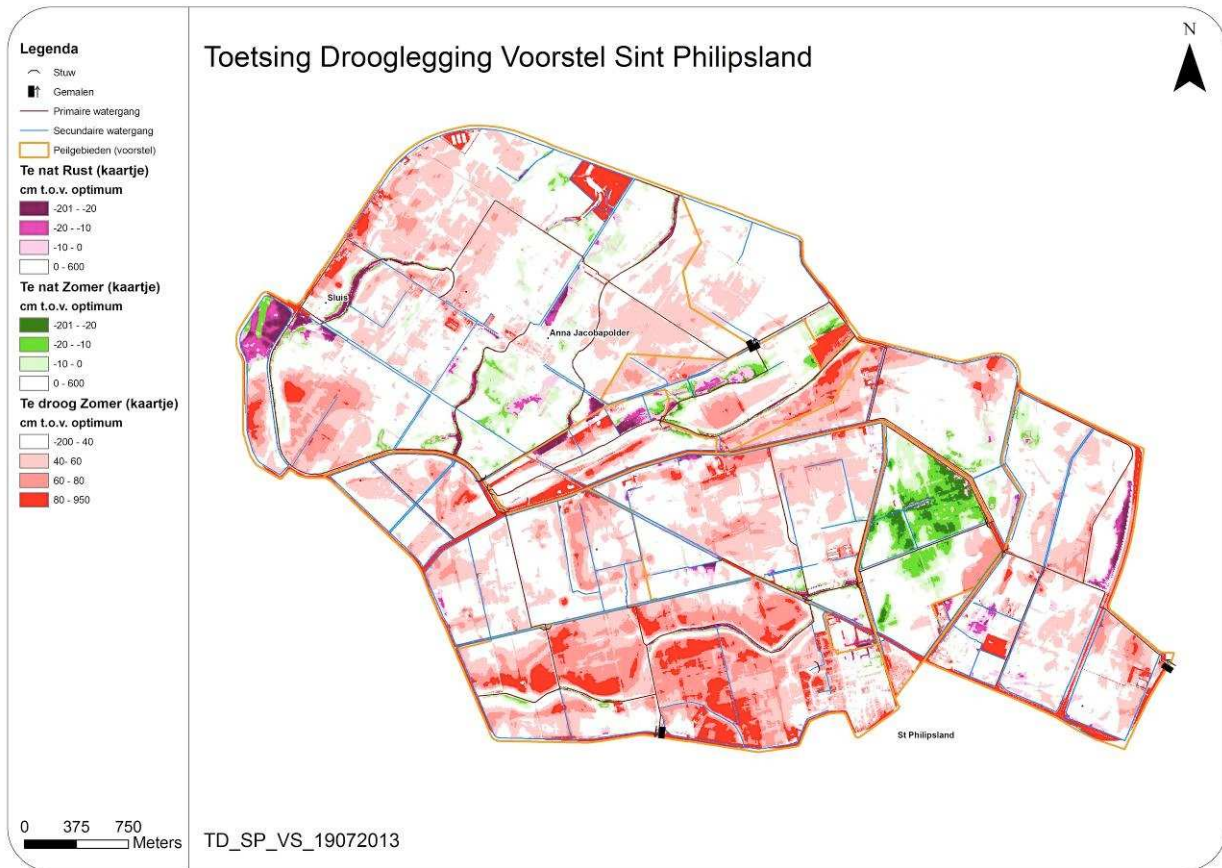 Legenda
Stuw
Gemalen
Primaire watergang
Secundaire watergang
Peilgebieden (voorstel)
Te nat Rust (kaartje)
cm t.o.v. optimum
-201 - -20
-20 - -10
-10 - 0
0 - 600
Te nat Zomer (kaartje)
cm t.o.v. optimum
-201 - -20
-20 - -10
-10 - 0
0 - 600
Te droog Zomer (kaartje)
cm t.o.v. optimum
-200 - 40
40- 60
60 - 80
80 - 950
0 375 750
Meters
Toetsing Drooglegging Voorstel Sint Philipsland
N
Sluis
Anna Jacobapolder
St Philipsland
TD_SP_VS_19072013